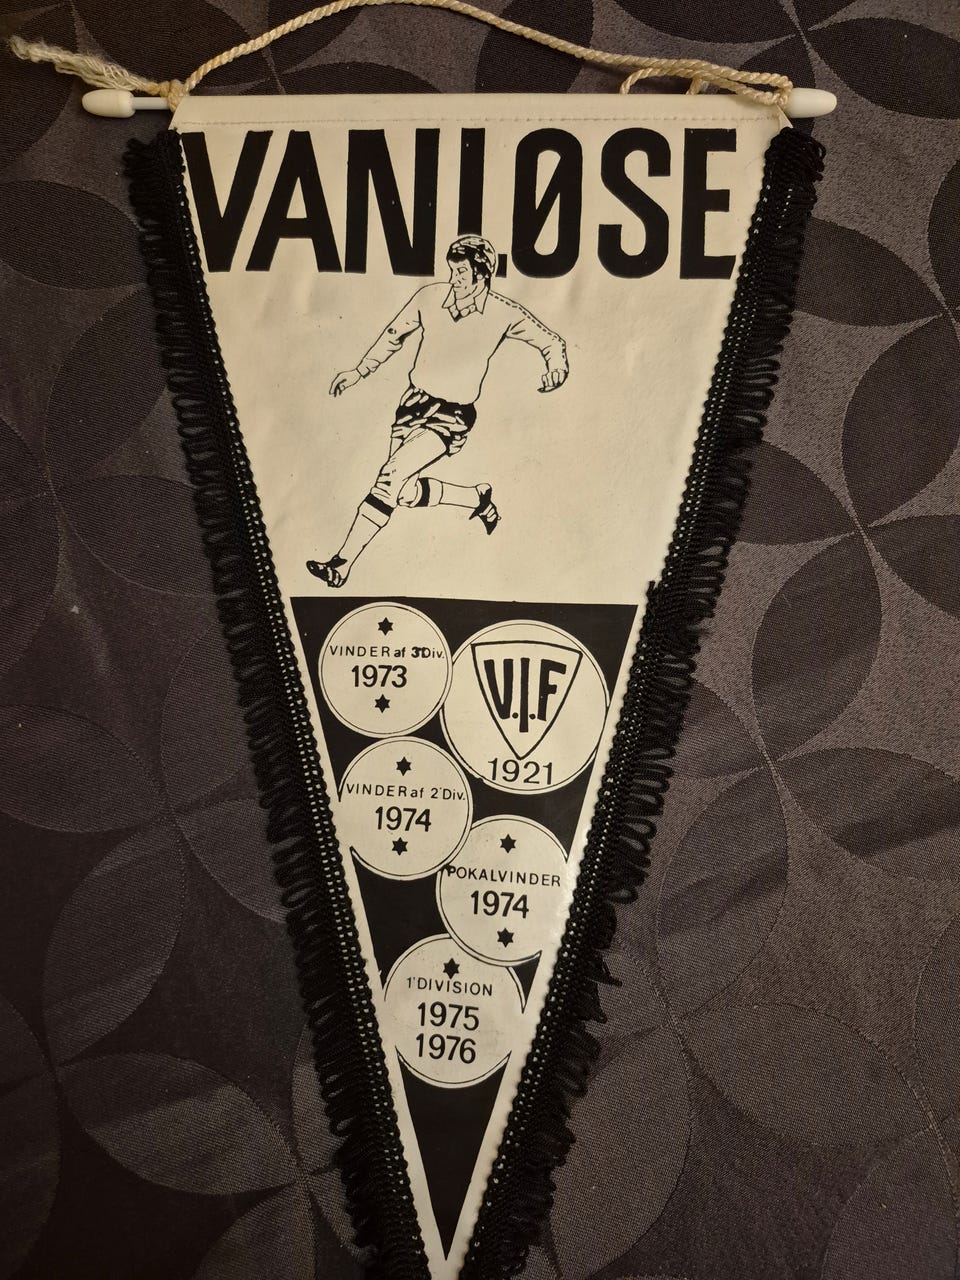 VANLØSE
VINDER af 3'Div.
1973
V.I.F
1921
VINDER af 2'Div.
1974
POKALVINDER
1974
1'DIVISION
1975
1976